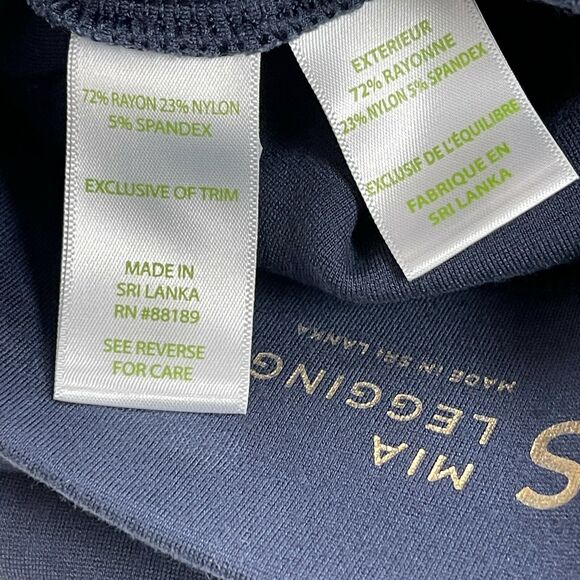 72% RAYON 23% NYLON
5% SPANDEX
EXCLUSIVE OF TRIM
MADE IN
SRI LANKA
RN #88189
SEE REVERSE
FOR CARE
EXTERIEUR
72% RAYONNE
23% NYLON 5% SPANDEX
EXCLUSIF DE L'ÉQUILIBRE
FABRIQUE EN
SRI LANKA
S
MIA
LEGGING
MADE IN SRI LANKA